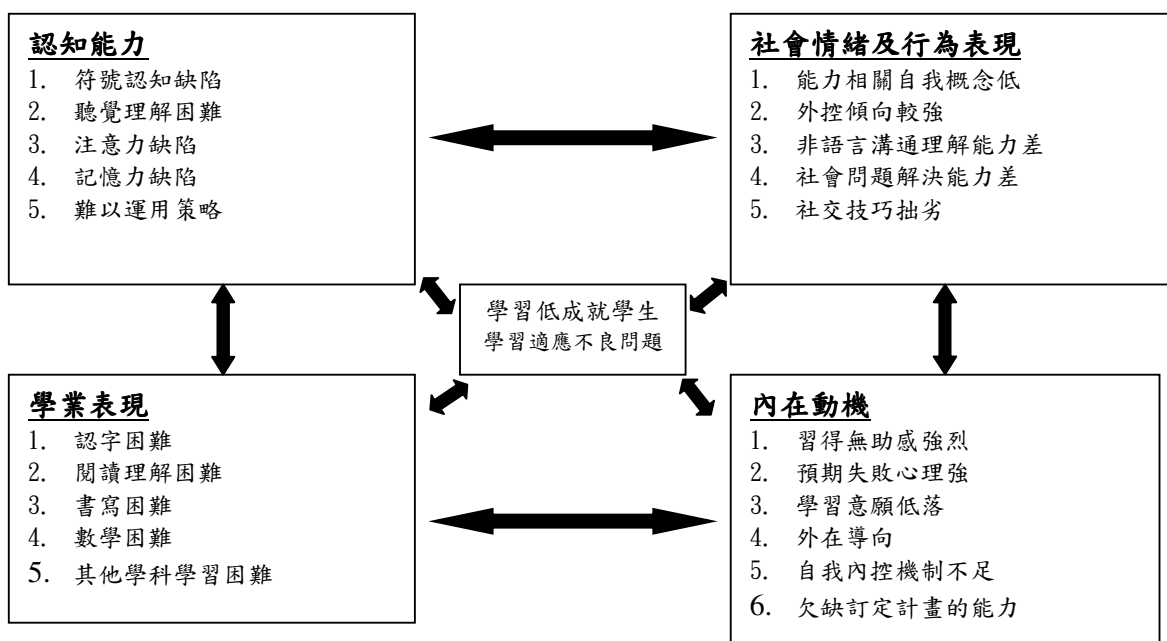 認知能力
1. 符號認知缺陷
2. 聽覺理解困難
3. 注意力缺陷
4. 記憶力缺陷
5. 難以運用策略
社會情緒及行為表現
1. 能力相關自我概念低
2. 外控傾向較強
3. 非語言溝通理解能力差
4. 社會問題解決能力差
5. 社交技巧拙劣
學習低成就學生
學習適應不良問題
學業表現
1. 認字困難
2. 閱讀理解困難
3. 書寫困難
4. 數學困難
5. 其他學科學習困難
內在動機
1. 習得無助感強烈
2. 預期失敗心理強
3. 學習意願低落
4. 外在導向
5. 自我內控機制不足
6. 欠缺訂定計畫的能力